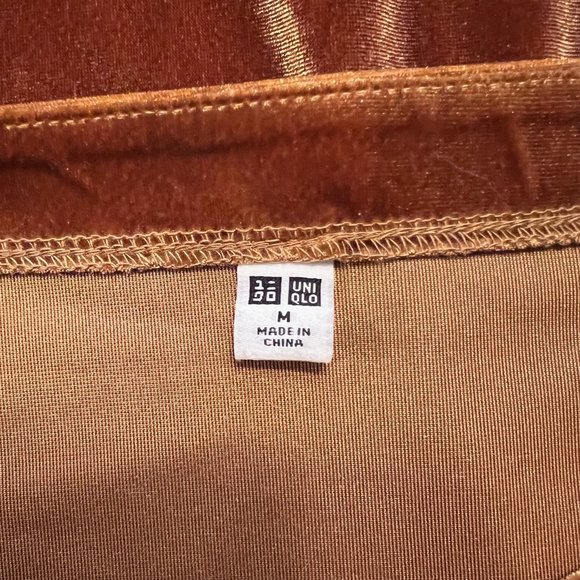 ユニ UNI
クロ QLO
M
MADE IN
CHINA